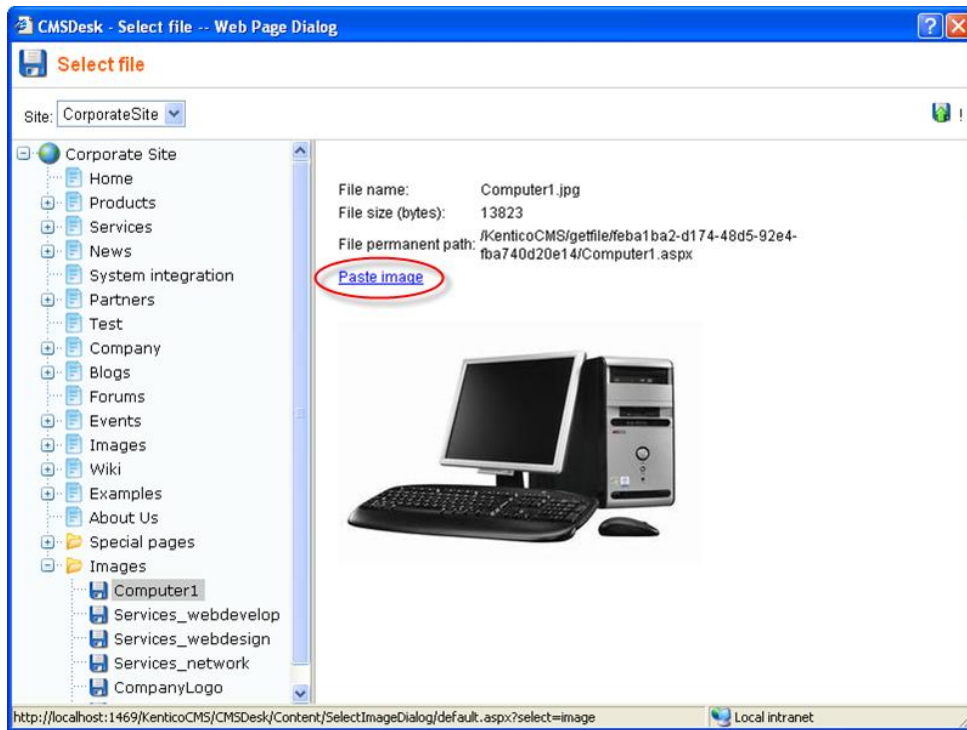 CMSDesk - Select file -- Web Page Dialog
Select file
Site: CorporateSite
!
Corporate Site
Home
Products
Services
News
System integration
Partners
Test
Company
Blogs
Forums
Events
Images
Wiki
Examples
About Us
Special pages
Images
Computer1
Services_webdevelop
Services_webdesign
Services_network
CompanyLogo
File name: Computer1.jpg
File size (bytes): 13823
File permanent path: /KenticoCMS/getfile/feba1ba2-d174-48d5-92e4-
fba740d20e14/Computer1.aspx
Paste image
http://localhost:1469/KenticoCMS/CMSDesk/Content/SelectImageDialog/default.aspx?select=image
Local intranet